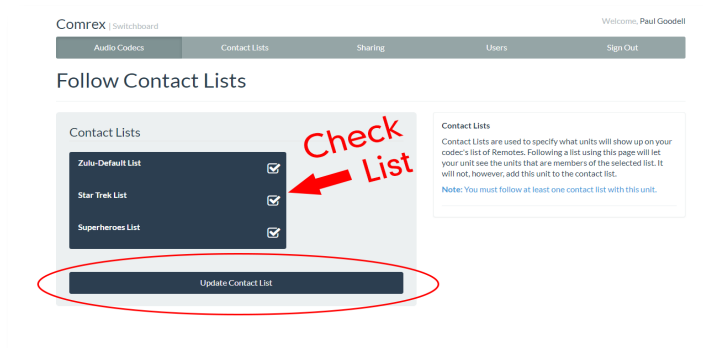 Comrex | Switchboard
Welcome, Paul Goodell
Audio Codecs
Contact Lists
Sharing
Users
Sign Out
Follow Contact Lists
Contact Lists
Zulu-Default List
Star Trek List
Superheroes List
Update Contact List
Check
List
Contact Lists
Contact Lists are used to specify what units will show up on your
codec's list of Remotes. Following a list using this page will let
your unit see the units that are members of the selected list. It
will not, however, add this unit to the contact list.
Note: You must follow at least one contact list with this unit.